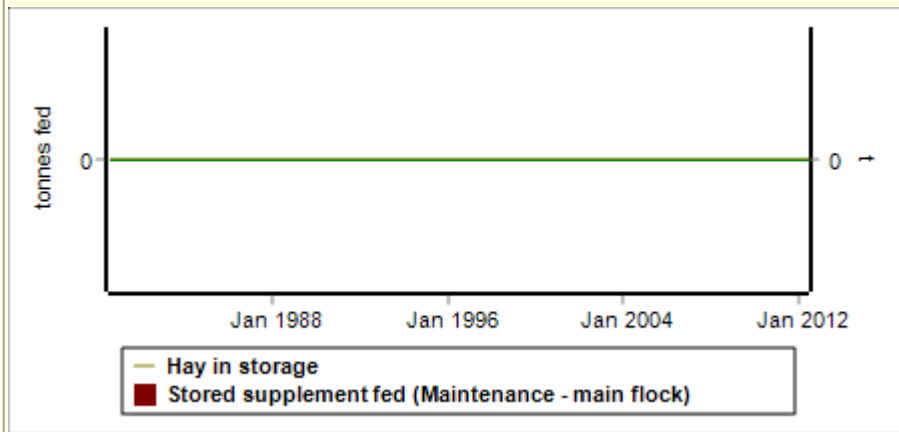 tonnes fed
0
0
t
Jan 1988
Jan 1996
Jan 2004
Jan 2012
Hay in storage
Stored supplement fed (Maintenance - main flock)